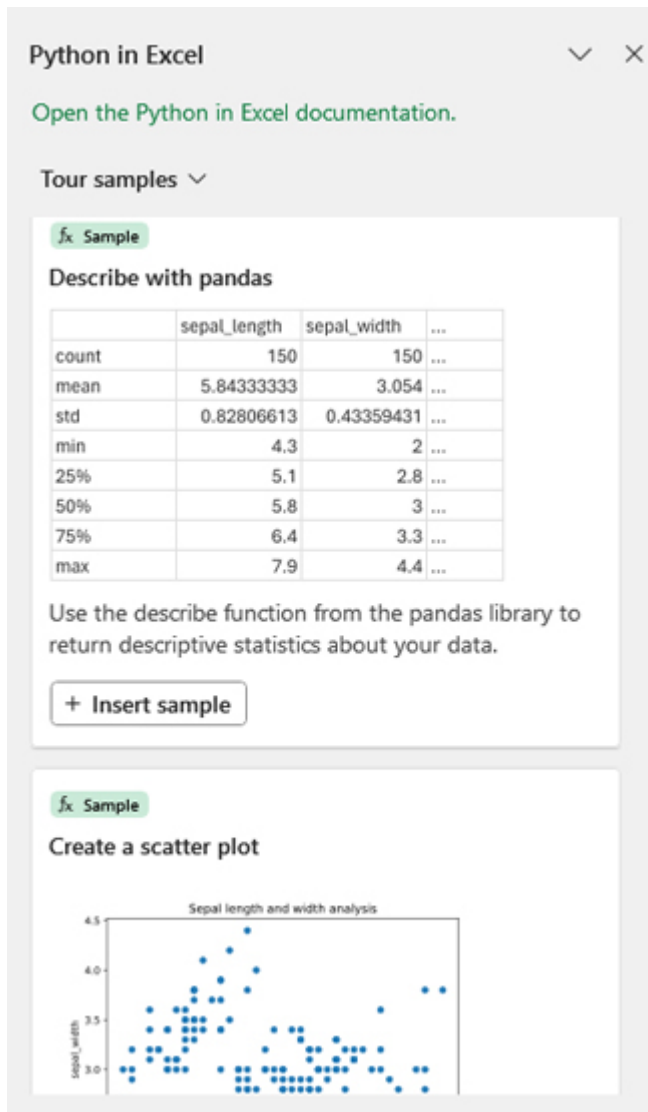 Python in Excel
Open the Python in Excel documentation.
Tour samples
fx Sample
Describe with pandas
sepal_length sepal_width ...
count 150 150 ...
mean 5.84333333 3.054 ...
std 0.82806613 0.43359431 ...
min 4.3 2 ...
25% 5.1 2.8 ...
50% 5.8 3 ...
75% 6.4 3.3 ...
max 7.9 4.4 ...
Use the describe function from the pandas library to
return descriptive statistics about your data.
+ Insert sample
fx Sample
Create a scatter plot
Sepal length and width analysis
4.5
4.0
3.5
sepal_width
3.0